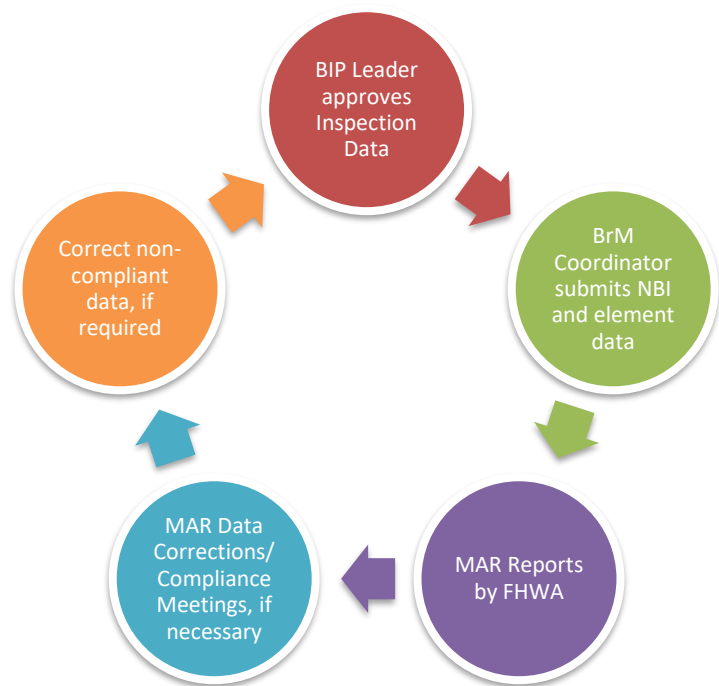 BIP Leader
approves
Inspection
Data
BrM
Coordinator
submits NBI
and element
data
MAR Reports
by FHWA
MAR Data
Corrections/
Compliance
Meetings, if
necessary
Correct non-
compliant
data, if
required